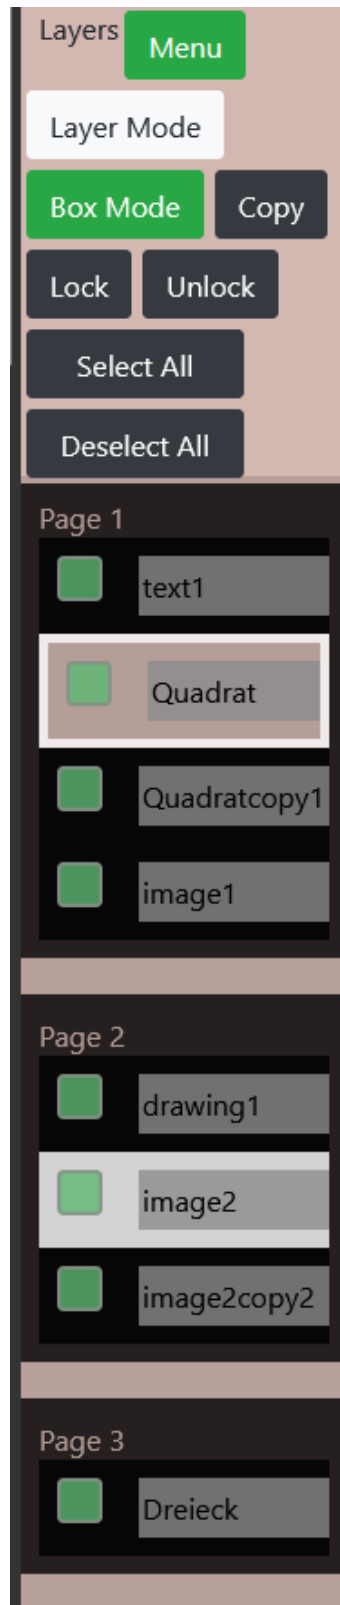 Layers Menu
Layer Mode
Box Mode Copy
Lock Unlock
Select All
Deselect All
Page 1
text1
Quadrat
Quadratcopy1
image1
Page 2
drawing1
image2
image2copy2
Page 3
Dreieck